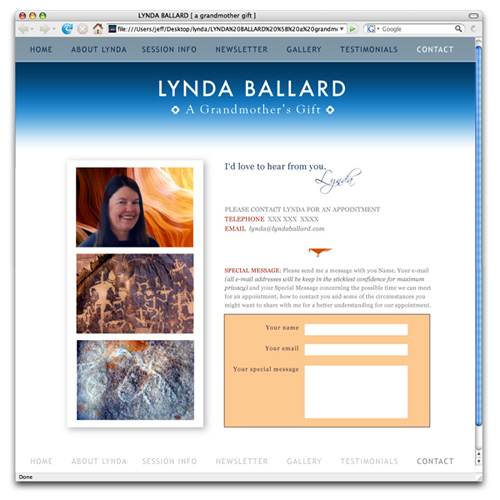 LYNDA BALLARD [ a grandmother gift ]
file:///Users/jeff/Desktop/lynda/LYNDA%20BALLARD%20%5B%20a%20grandmo
Google
HOME ABOUT LYNDA SESSION INFO NEWSLETTER GALLERY TESTIMONIALS CONTACT
LYNDA BALLARD
A Grandmother's Gift
I'd love to hear from you,
Lynda
PLEASE CONTACT LYNDA FOR AN APPOINTMENT
TELEPHONE XXX XXX XXXX
EMAIL lynda@lyndaballard.com
SPECIAL MESSAGE: Please send me a message with you Name, Your e-mail
(all e-mail addresses will be keep in the stickiest confidence for maximum
privacy) and your Special Message concerning the possible time we can meet
for an appointment, how to contact you and some of the circumstances you
might want to share with me for a better understanding for our appointment.
Your name
Your email
Your special message
HOME ABOUT LYNDA SESSION INFO NEWSLETTER GALLERY TESTIMONIALS CONTACT
Done